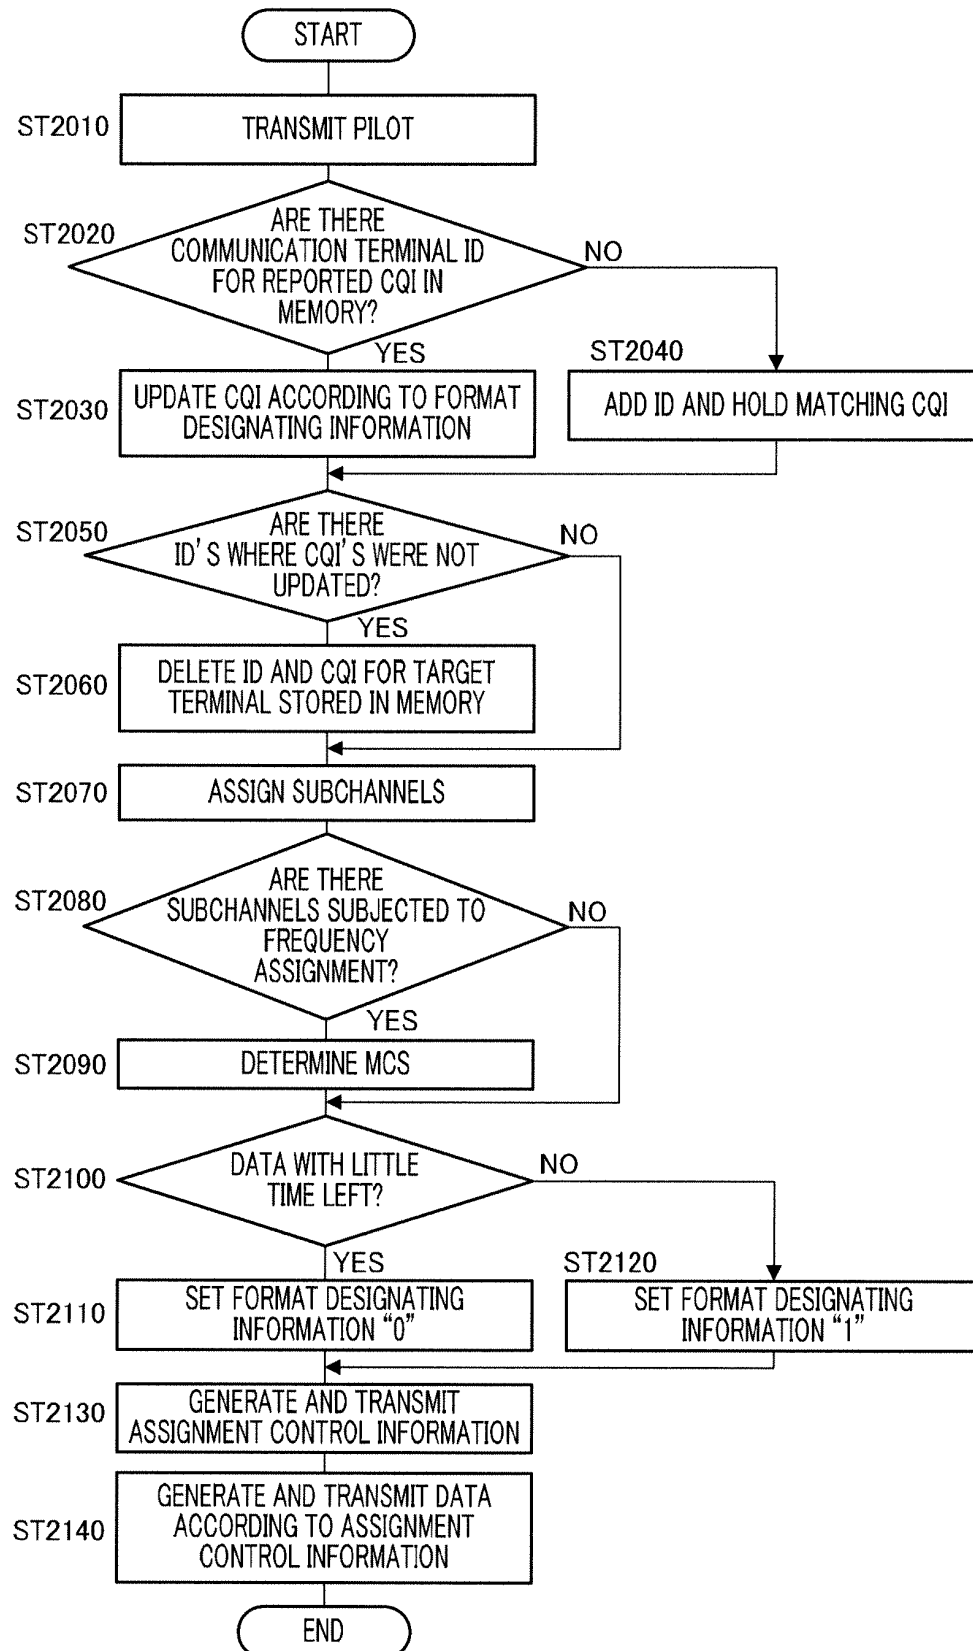 START
ST2010
TRANSMIT PILOT
ST2020
ARE THERE
COMMUNICATION TERMINAL ID
FOR REPORTED CQI IN
MEMORY?
NO
YES
ST2030
UPDATE CQI ACCORDING TO FORMAT
DESIGNATING INFORMATION
ST2040
ADD ID AND HOLD MATCHING CQI
ST2050
ARE THERE
ID'S WHERE CQI'S WERE NOT
UPDATED?
NO
YES
ST2060
DELETE ID AND CQI FOR TARGET
TERMINAL STORED IN MEMORY
ST2070
ASSIGN SUBCHANNELS
ST2080
ARE THERE
SUBCHANNELS SUBJECTED TO
FREQUENCY
ASSIGNMENT?
NO
YES
ST2090
DETERMINE MCS
ST2100
DATA WITH LITTLE
TIME LEFT?
NO
YES
ST2110
SET FORMAT DESIGNATING
INFORMATION “0”
ST2120
SET FORMAT DESIGNATING
INFORMATION “1”
ST2130
GENERATE AND TRANSMIT
ASSIGNMENT CONTROL INFORMATION
ST2140
GENERATE AND TRANSMIT DATA
ACCORDING TO ASSIGNMENT
CONTROL INFORMATION
END